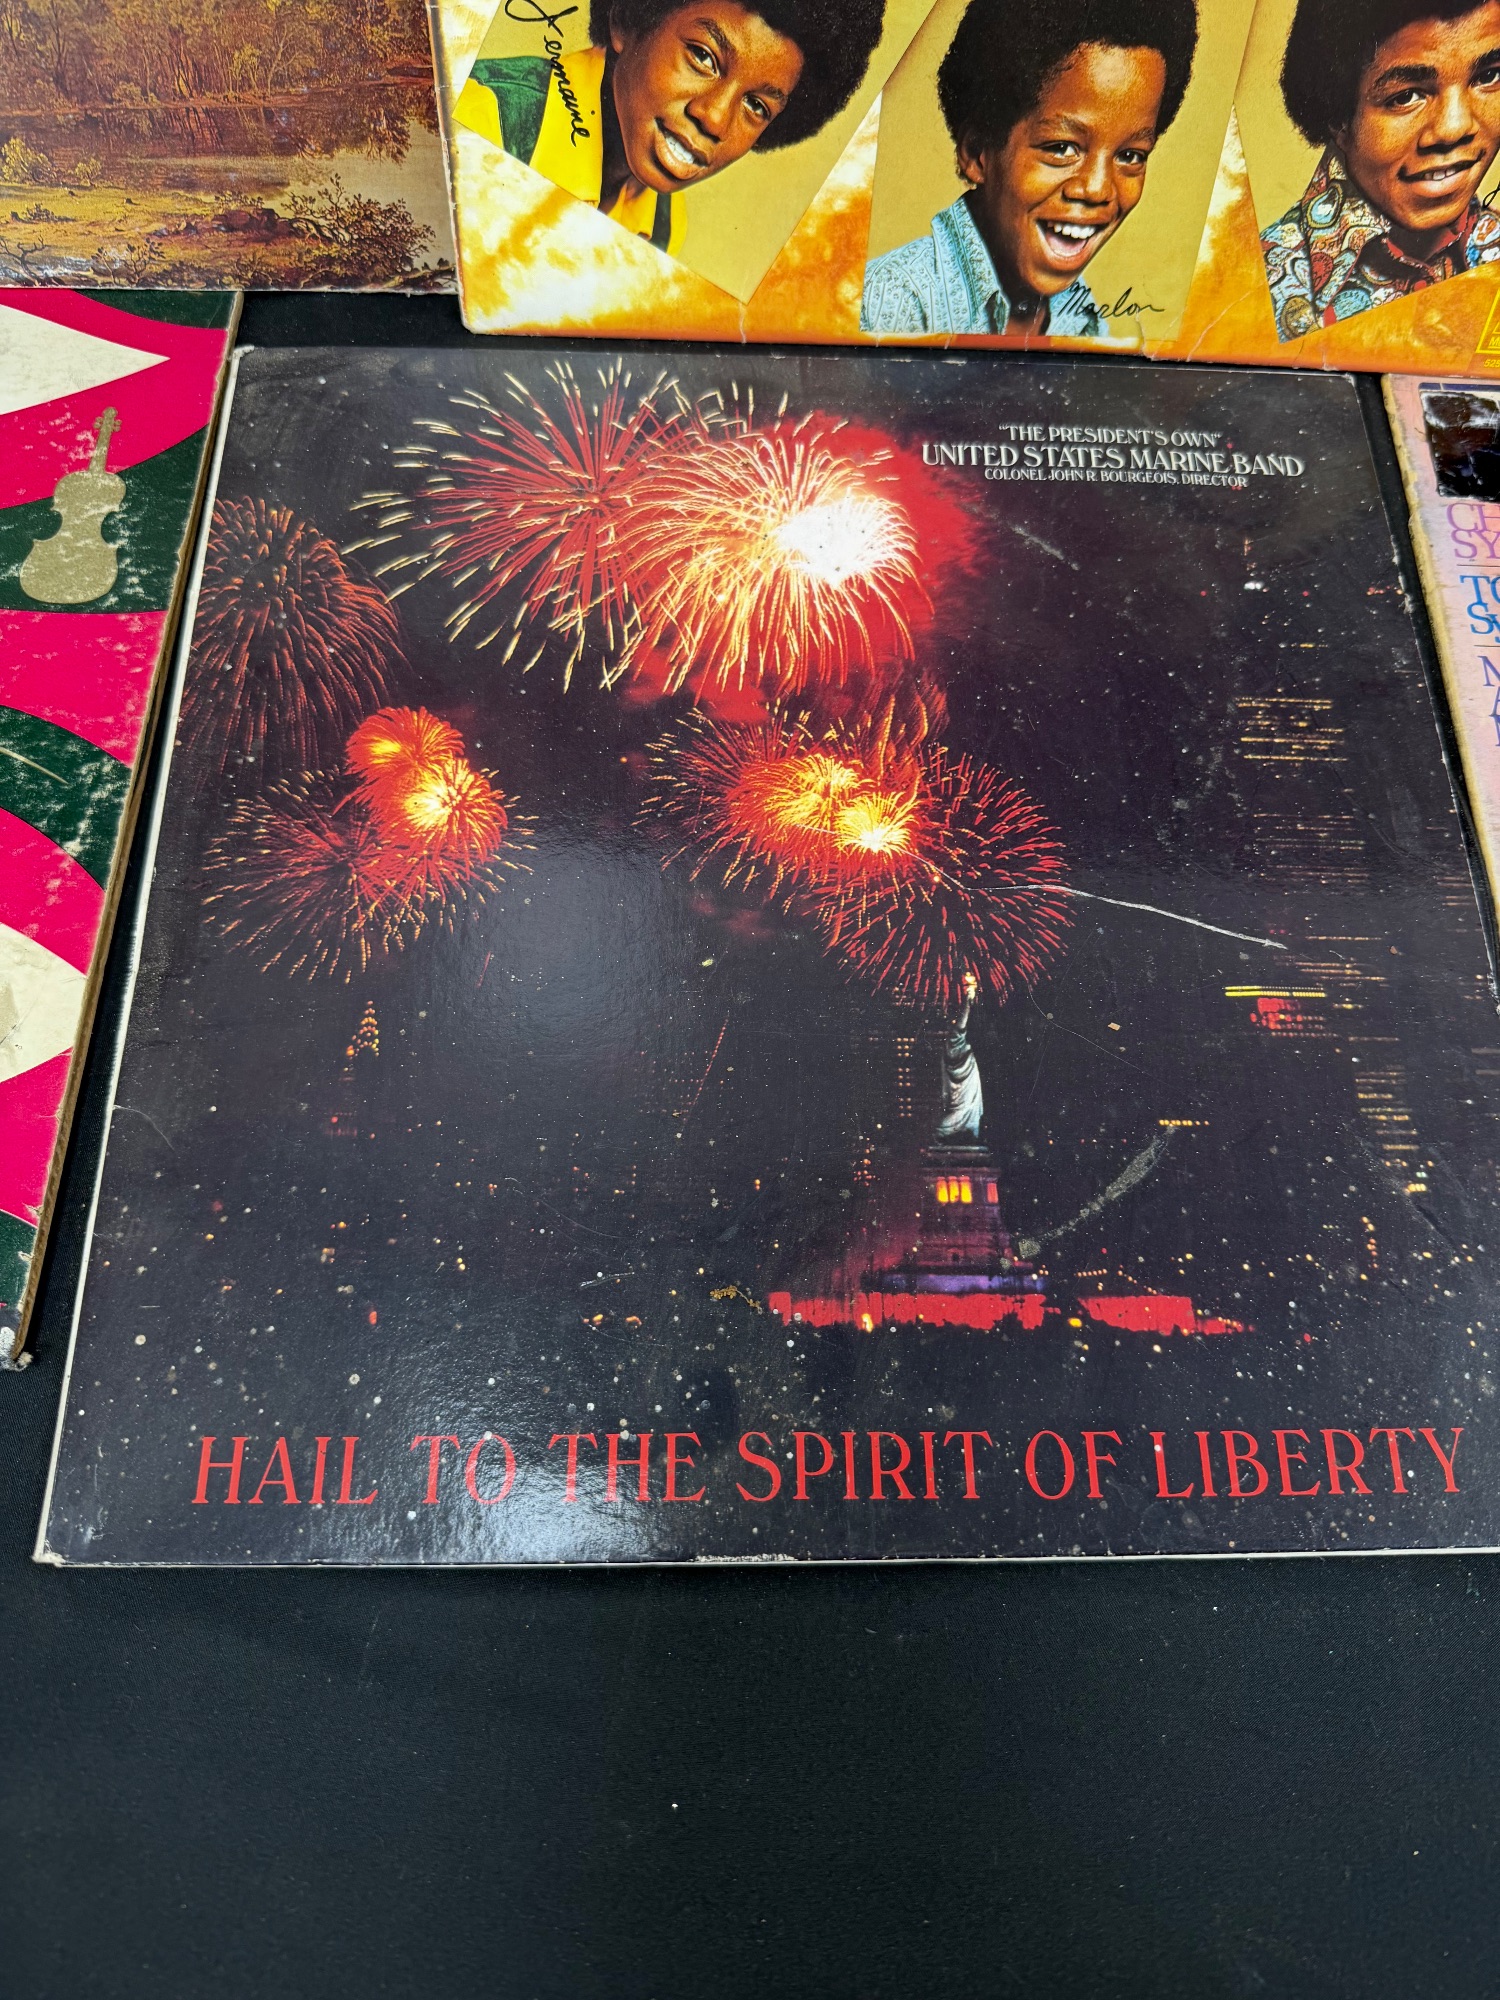 Jermaine
Marlon
"THE PRESIDENT'S OWN"
UNITED STATES MARINE BAND
COLONEL JOHN R. BOURGEOIS, DIRECTOR
HAIL TO THE SPIRIT OF LIBERTY